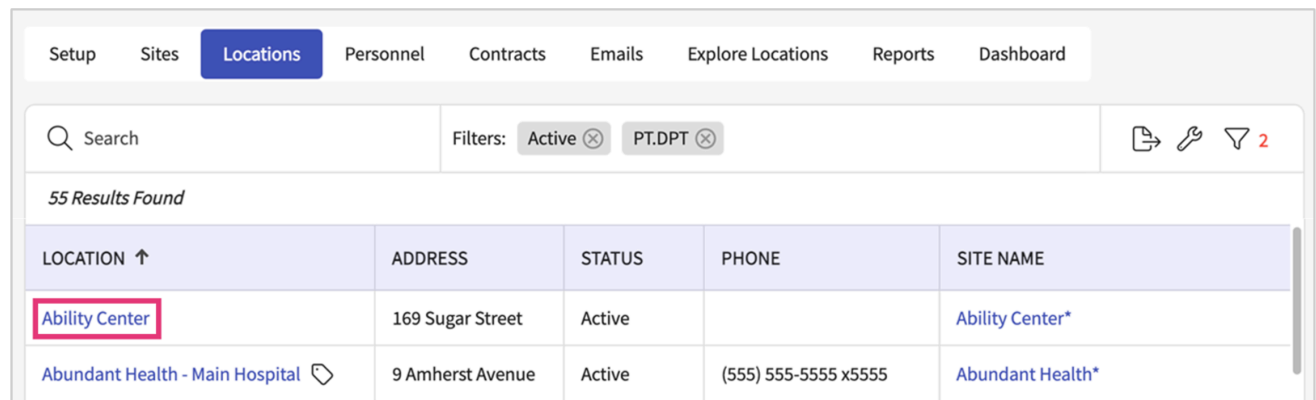 Setup Sites Locations Personnel Contracts Emails Explore Locations Reports Dashboard
Search Filters: Active PT.DPT 2
55 Results Found
LOCATION ADDRESS STATUS PHONE SITE NAME
Ability Center 169 Sugar Street Active Ability Center*
Abundant Health - Main Hospital 9 Amherst Avenue Active (555) 555-5555 x5555 Abundant Health*